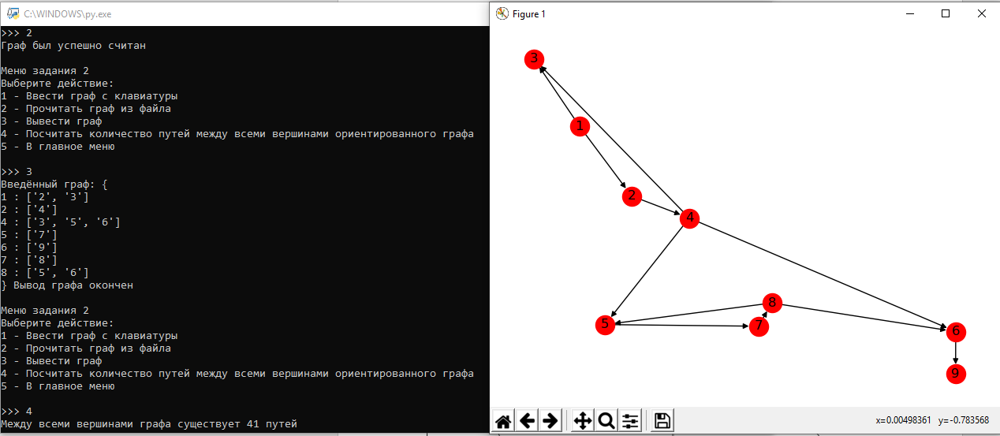 C:\WINDOWS\py.exe
>>> 2
Граф был успешно считан
Меню задания 2
Выберите действие:
1 - Ввести граф с клавиатуры
2 - Прочитать граф из файла
3 - Вывести граф
4 - Посчитать количество путей между всеми вершинами ориентированного графа
5 - В главное меню
>>> 3
Введённый граф: {
1 : ['2', '3']
2 : ['4']
4 : ['3', '5', '6']
5 : ['7']
6 : ['9']
7 : ['8']
8 : ['5', '6']
} Вывод графа окончен
Меню задания 2
Выберите действие:
1 - Ввести граф с клавиатуры
2 - Прочитать граф из файла
3 - Вывести граф
4 - Посчитать количество путей между всеми вершинами ориентированного графа
5 - В главное меню
>>> 4
Между всеми вершинами графа существует 41 путей
Figure 1
3
1
2
4
8
5
7
6
9
x=0.00498361 y=-0.783568